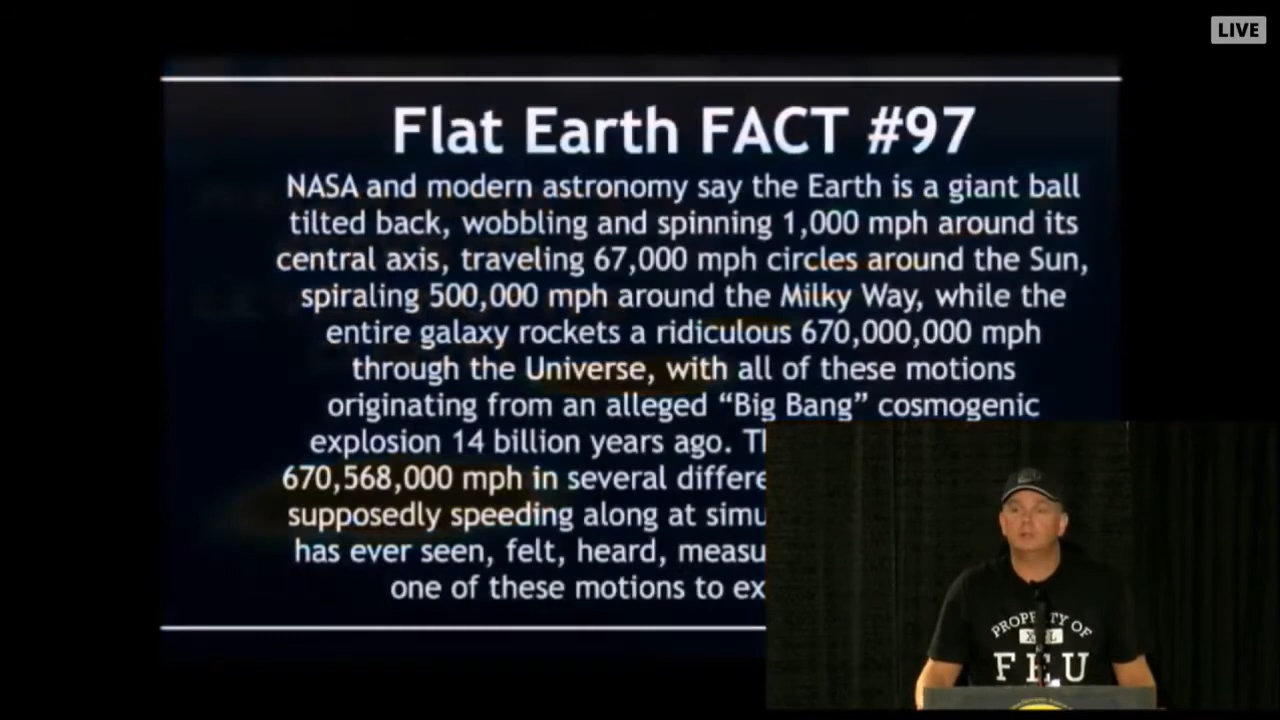 LIVE
Flat Earth FACT #97
NASA and modern astronomy say the Earth is a giant ball
tilted back, wobbling and spinning 1,000 mph around its
central axis, traveling 67,000 mph circles around the Sun,
spiraling 500,000 mph around the Milky Way, while the
entire galaxy rockets a ridiculous 670,000,000 mph
through the Universe, with all of these motions
originating from an alleged “Big Bang” cosmogenic
explosion 14 billion years ago.
670,568,000 mph in several
supposedly speeding along at
has ever seen, felt, heard,
one of these motions to
PROPERTY OF
FEU